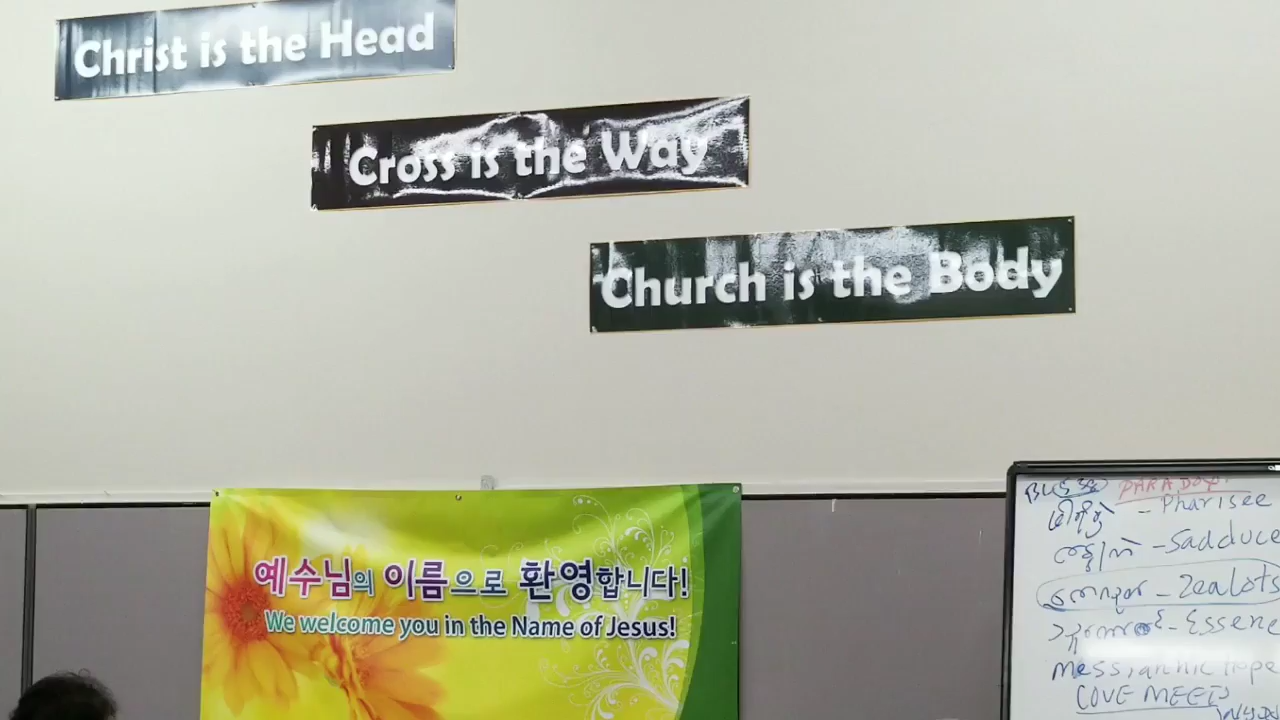 Christ is the Head
Cross is the Way
Church is the Body
예수님의 이름으로 환영합니다!
We welcome you in the Name of Jesus!
PARADOX
- Pharisee
- Sadduce
- Zealots
- Essene
Messianic Hope
LOVE MEETS